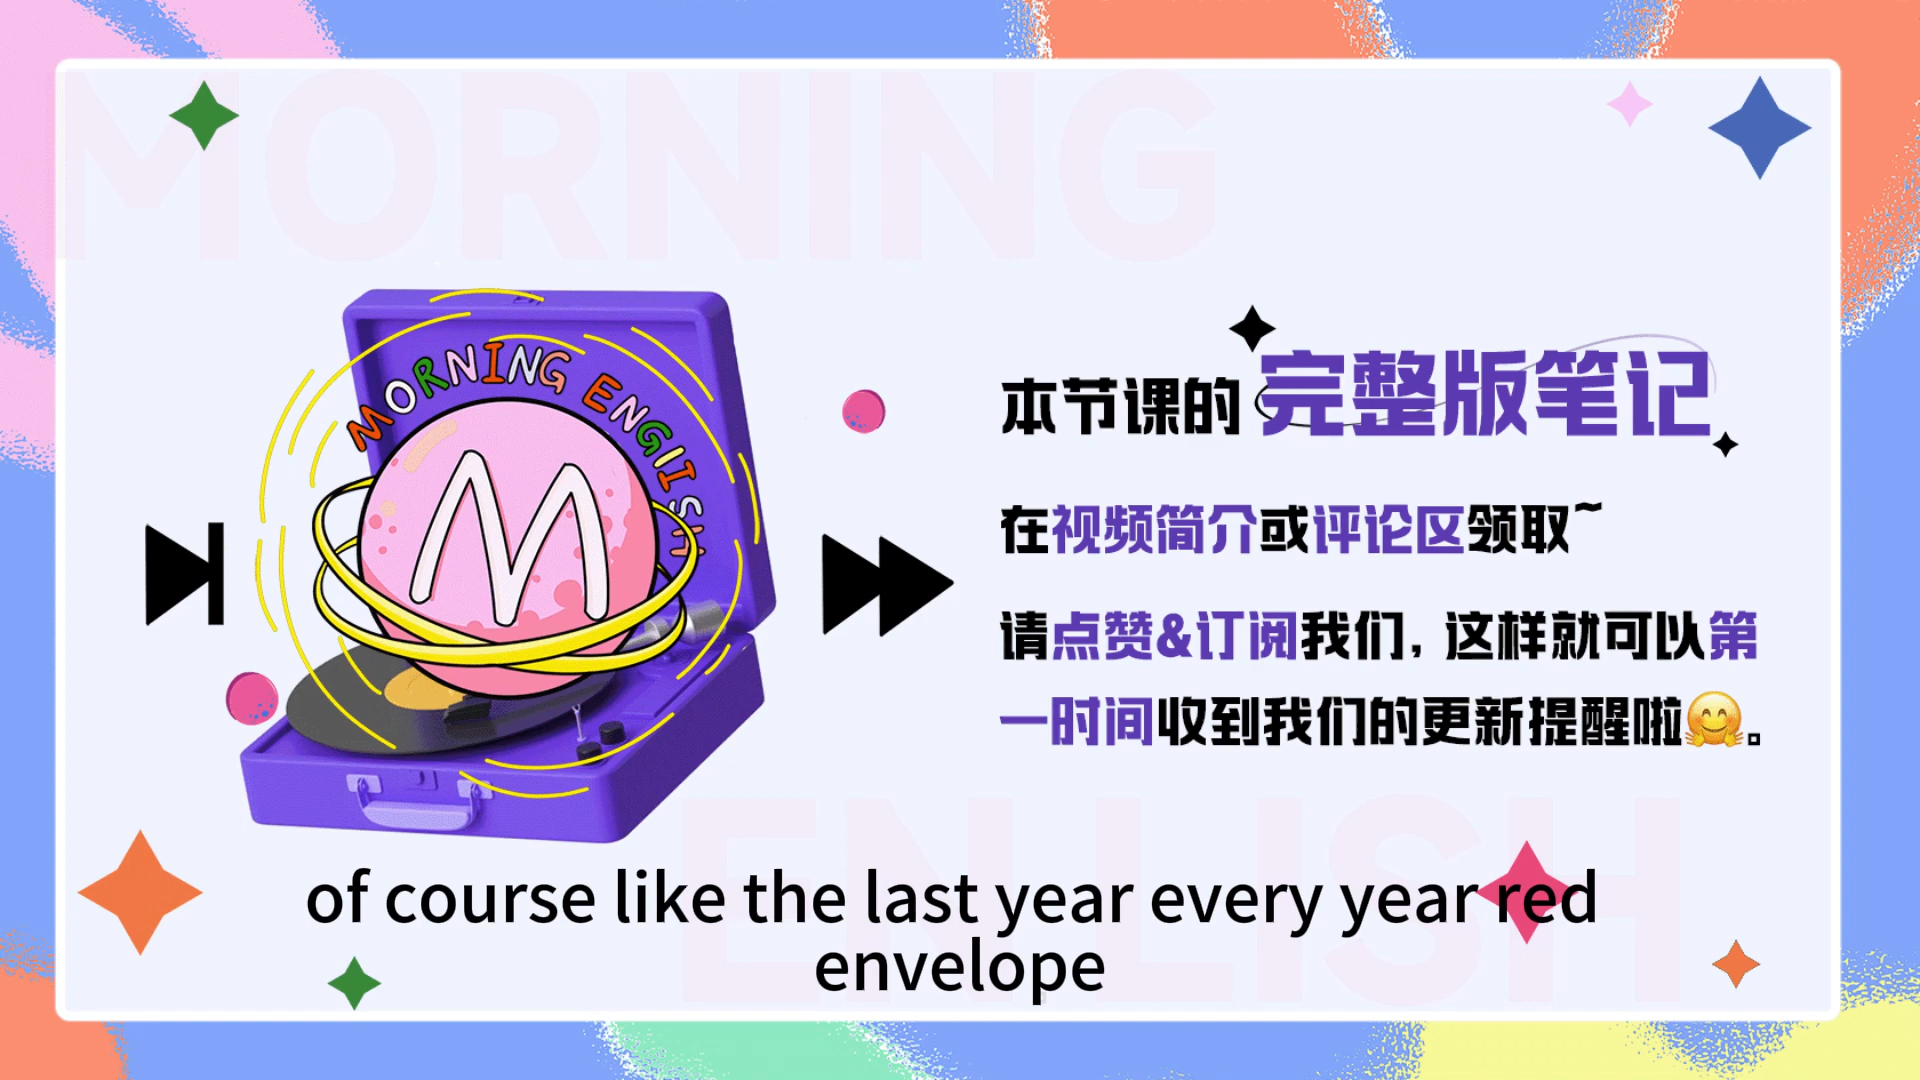 MORNING
MORNING ENGlISH
M
本节课的完整版笔记
在视频简介或评论区领取~
请点赞&订阅我们，这样就可以第
一时间收到我们的更新提醒啦🤗。
ENLISH
of course like the last year every year red
envelope